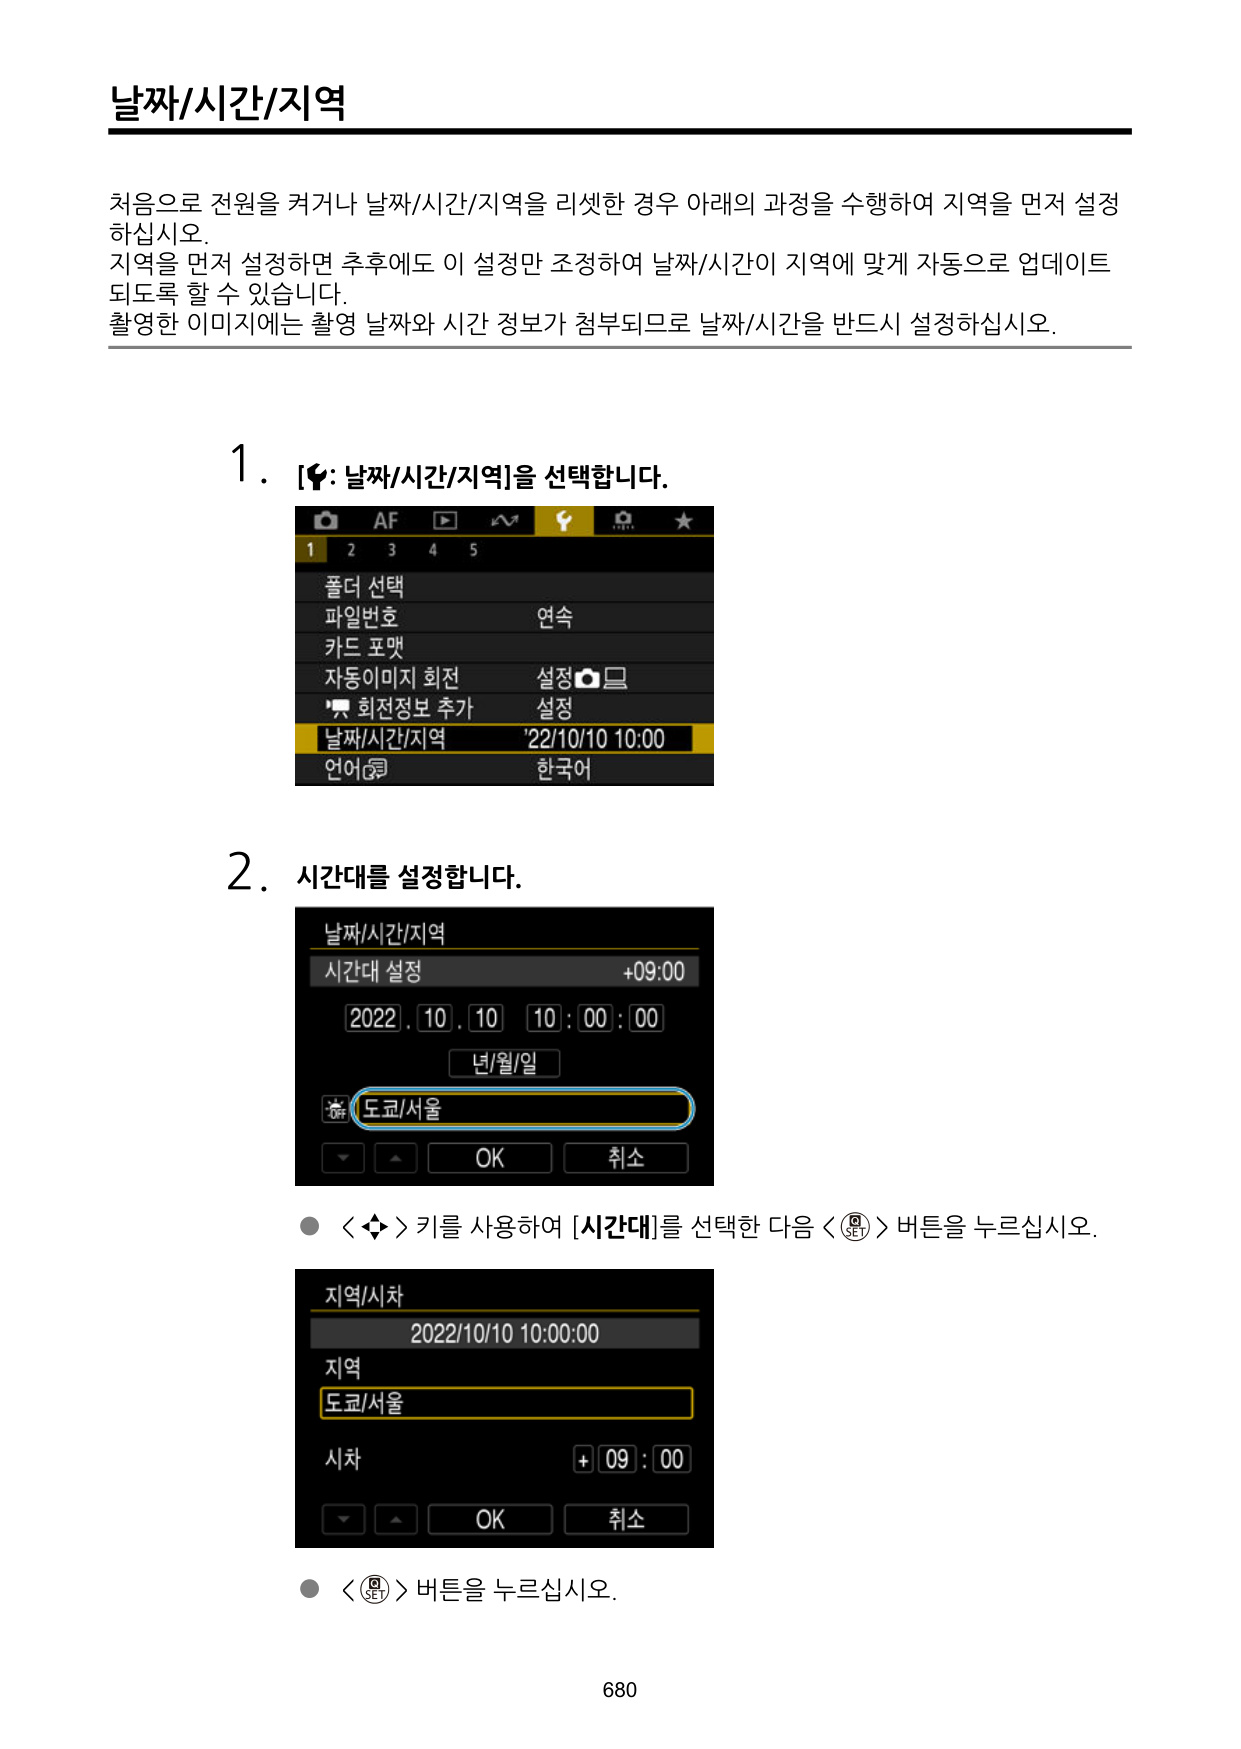 날짜/시간/지역
처음으로 전원을 켜거나 날짜/시간/지역을 리셋한 경우 아래의 과정을 수행하여 지역을 먼저 설정
하십시오.
지역을 먼저 설정하면 추후에도 이 설정만 조정하여 날짜/시간이 지역에 맞게 자동으로 업데이트
되도록 할 수 있습니다.
촬영한 이미지에는 촬영 날짜와 시간 정보가 첨부되므로 날짜/시간을 반드시 설정하십시오.
1. [: 날짜/시간/지역]을 선택합니다.
AF
1 2 3 4 5
폴더 선택
파일번호 연속
카드 포맷
자동이미지 회전 설정
회전정보 추가 설정
날짜/시간/지역 '22/10/10 10:00
언어 한국어
2. 시간대를 설정합니다.
날짜/시간/지역
시간대 설정 +09:00
2022 . 10 . 10 10 : 00 : 00
년/월/일
OFF 도쿄/서울
OK 취소
● < > 키를 사용하여 [시간대]를 선택한 다음 < Q SET > 버튼을 누르십시오.
지역/시차
2022/10/10 10:00:00
지역
도쿄/서울
시차 + 09 : 00
OK 취소
● < Q SET > 버튼을 누르십시오.
680